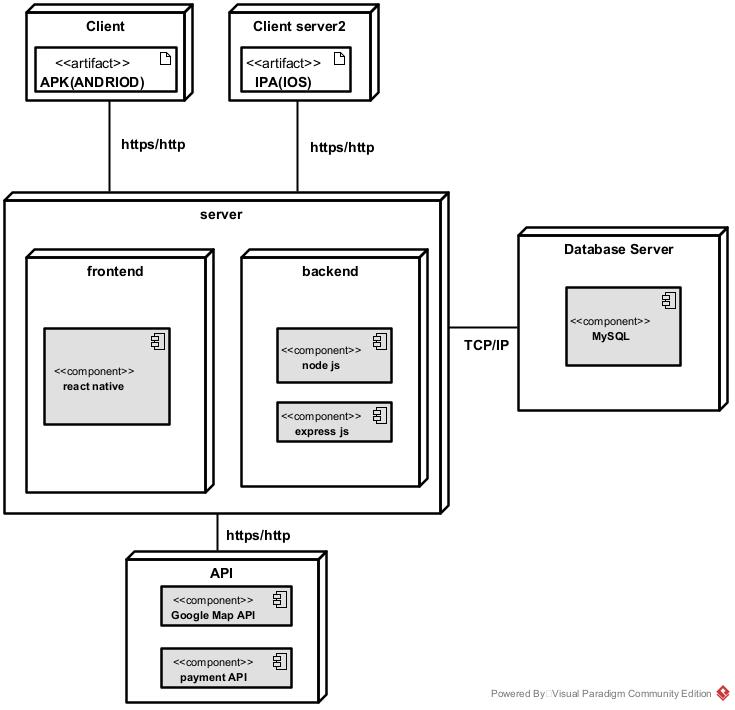 Client
<<artifact>>
APK(ANDRIOD)
Client server2
<<artifact>>
IPA(IOS)
https/http
https/http
server
frontend
<<component>>
react native
backend
<<component>>
node js
<<component>>
express js
TCP/IP
Database Server
<<component>>
MySQL
https/http
API
<<component>>
Google Map API
<<component>>
payment API
Powered By Visual Paradigm Community Edition